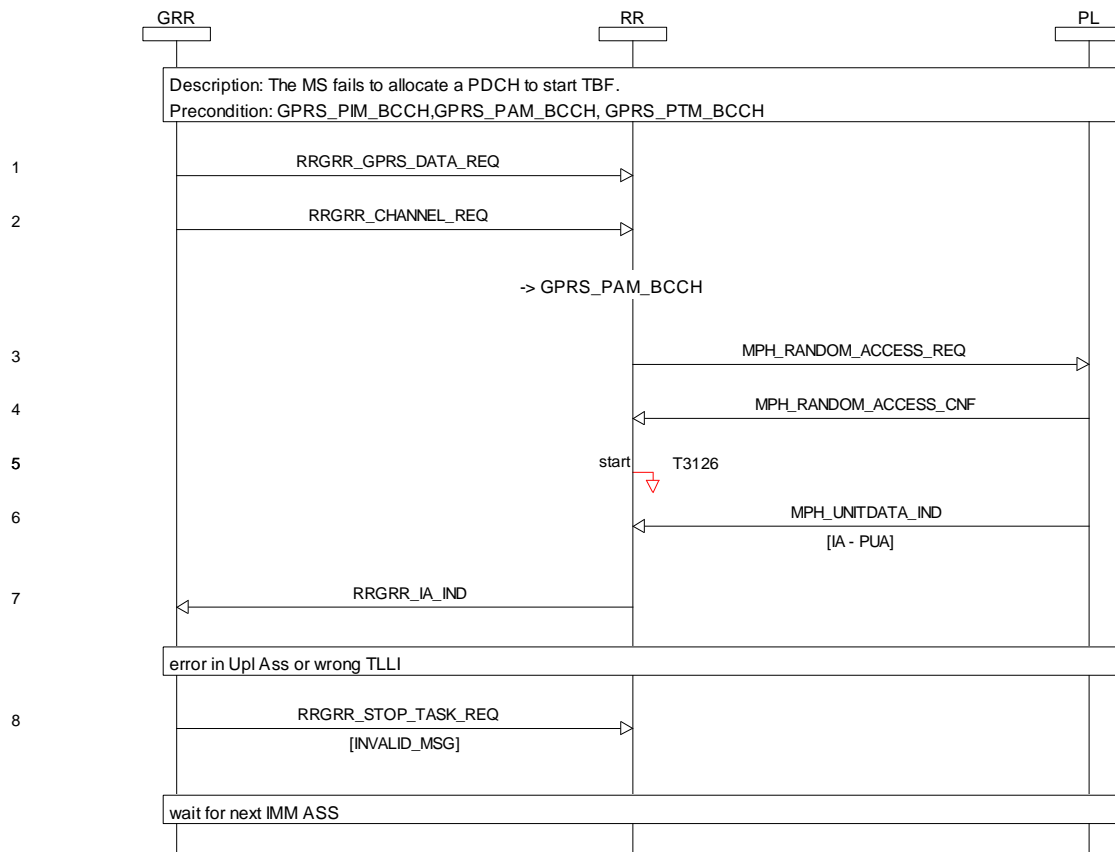 GRR RR PL
Description: The MS fails to allocate a PDCH to start TBF.
Precondition: GPRS_PIM_BCCH,GPRS_PAM_BCCH, GPRS_PTM_BCCH
1 RRGRR_GPRS_DATA_REQ
2 RRGRR_CHANNEL_REQ
-> GPRS_PAM_BCCH
3 MPH_RANDOM_ACCESS_REQ
4 MPH_RANDOM_ACCESS_CNF
5 start T3126
6 MPH_UNITDATA_IND
[IA - PUA]
7 RRGRR_IA_IND
error in Upl Ass or wrong TLLI
8 RRGRR_STOP_TASK_REQ
[INVALID_MSG]
wait for next IMM ASS